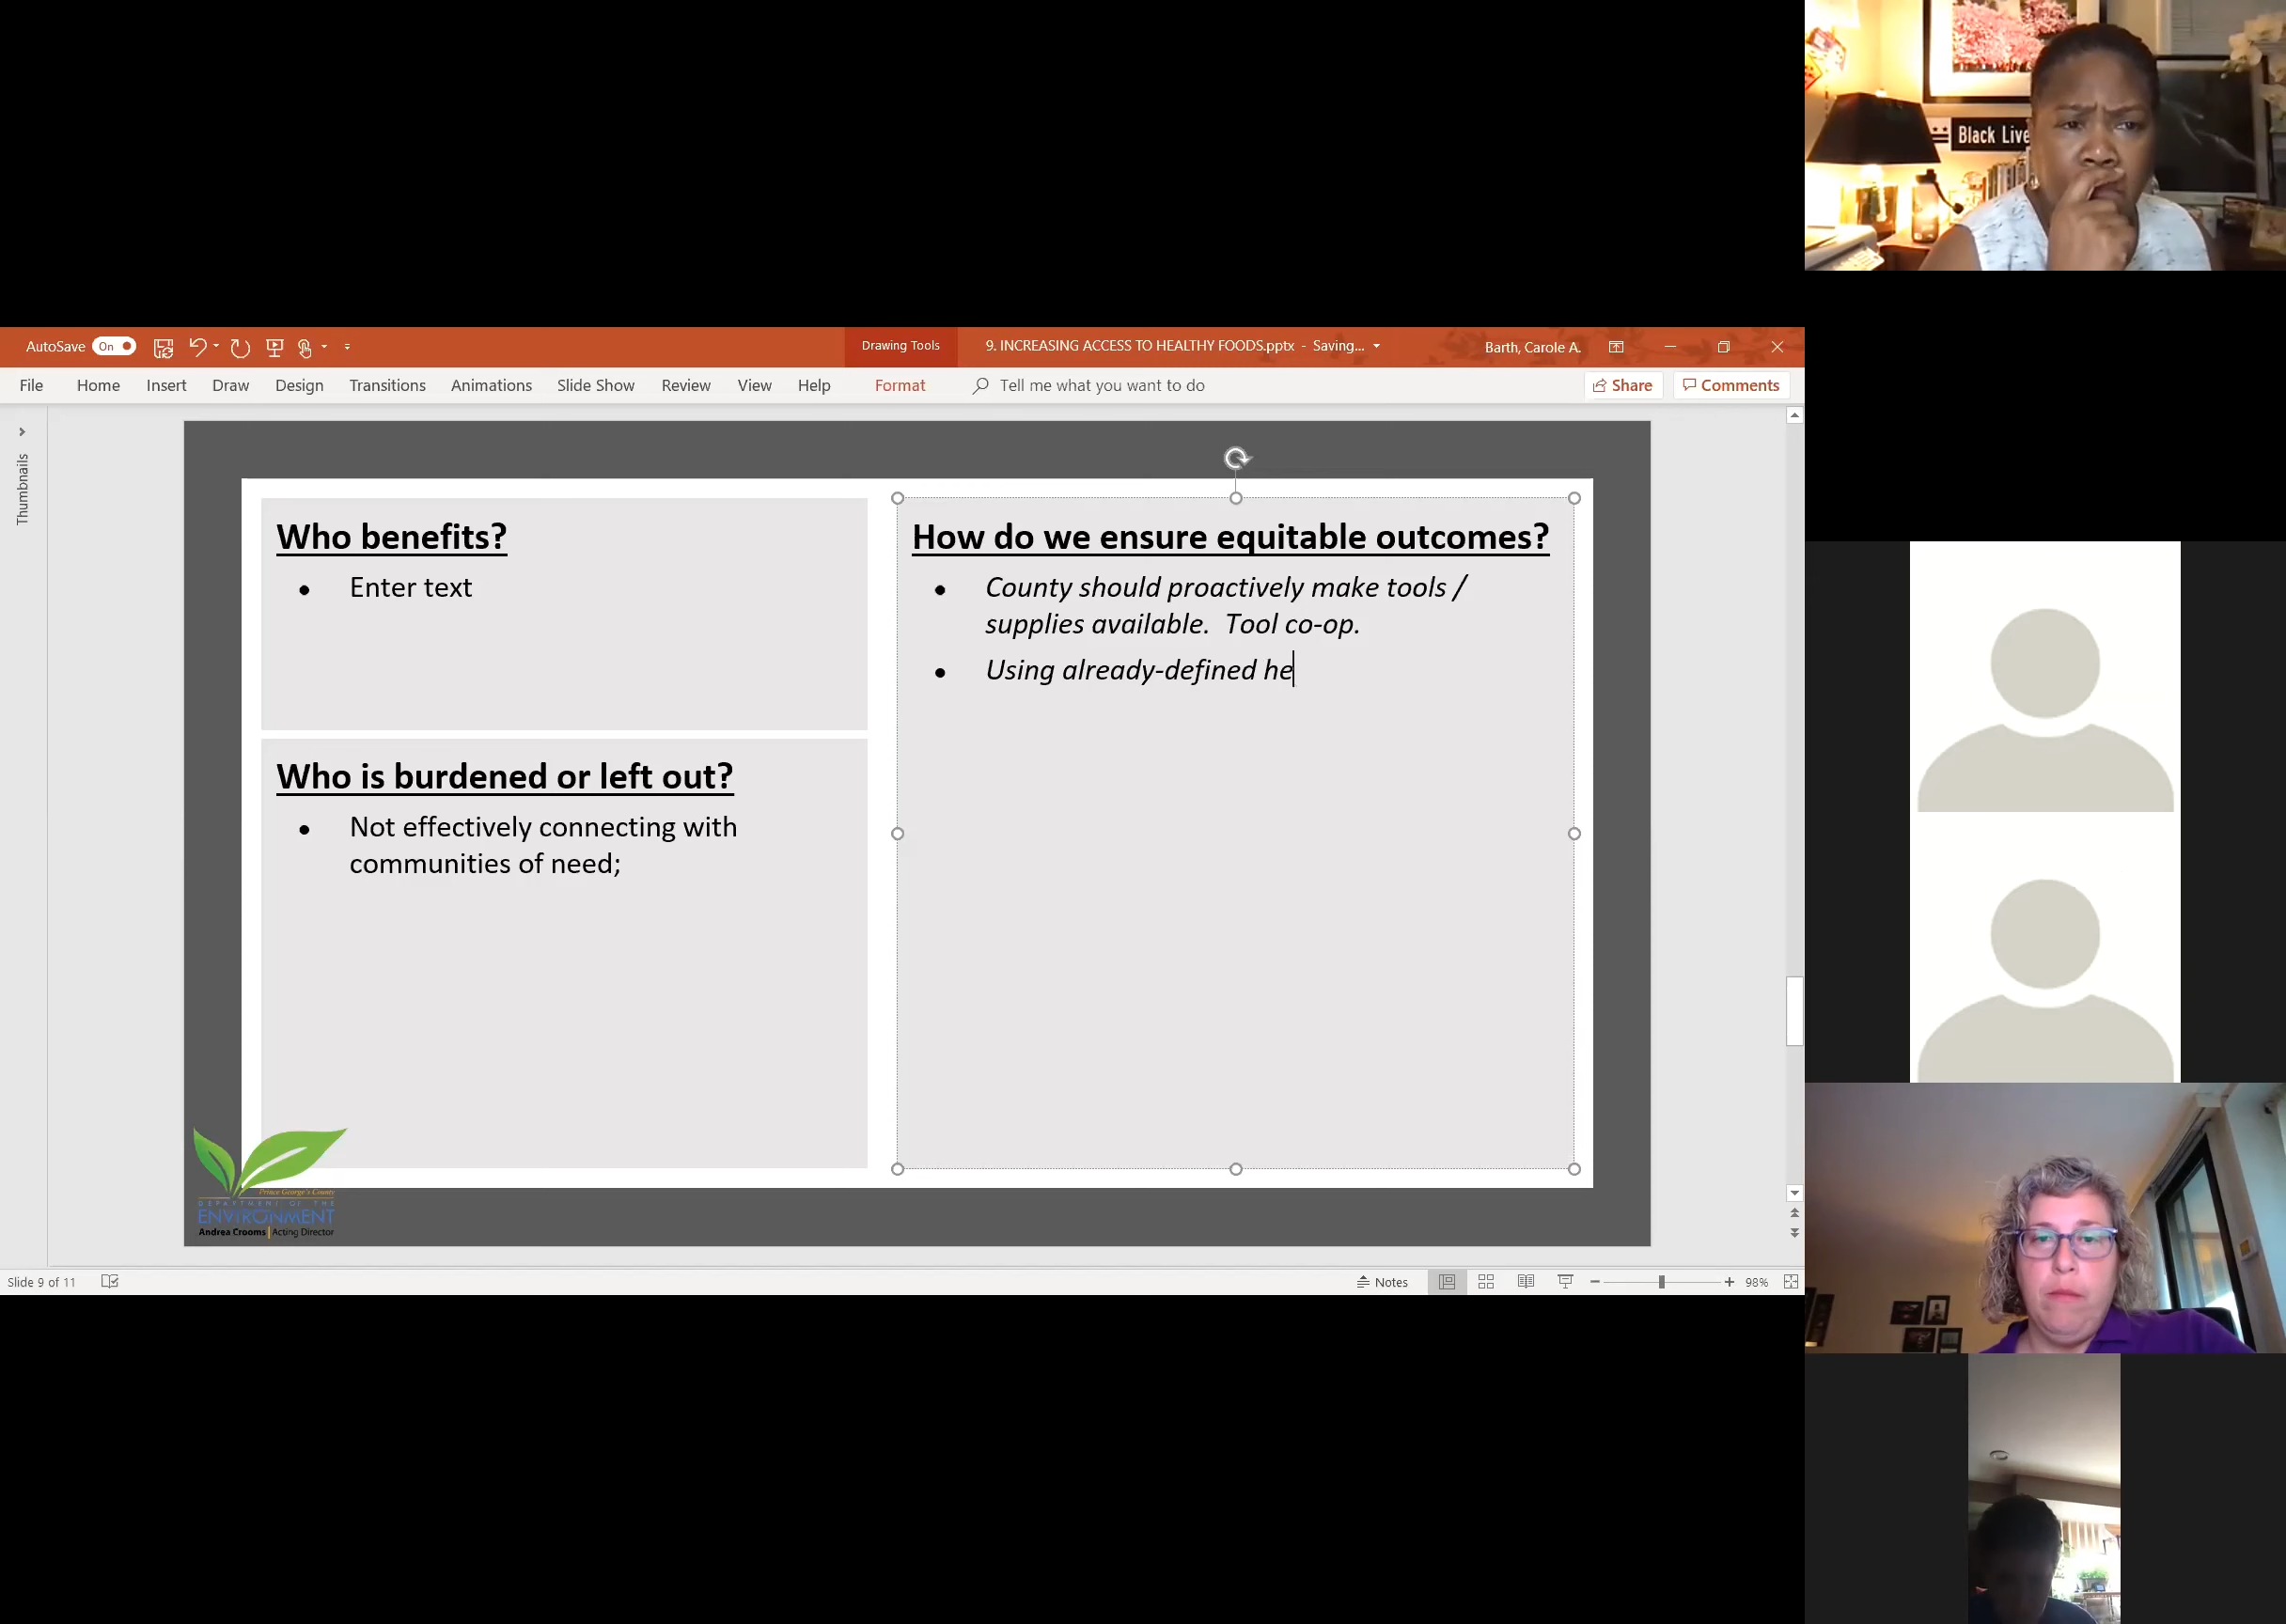 Black Live
AutoSave On
Drawing Tools
9. INCREASING ACCESS TO HEALTHY FOODS.pptx - Saving...
Barth, Carole A.
File Home Insert Draw Design Transitions Animations Slide Show Review View Help Format Tell me what you want to do Share Comments
Thumbnails
Who benefits?
• Enter text
Who is burdened or left out?
• Not effectively connecting with
communities of need;
How do we ensure equitable outcomes?
• County should proactively make tools /
supplies available. Tool co-op.
• Using already-defined he
Prince George's County
DEPARTMENT OF THE
ENVIRONMENT
Andrea Crooms | Acting Director
Slide 9 of 11
Notes
98%